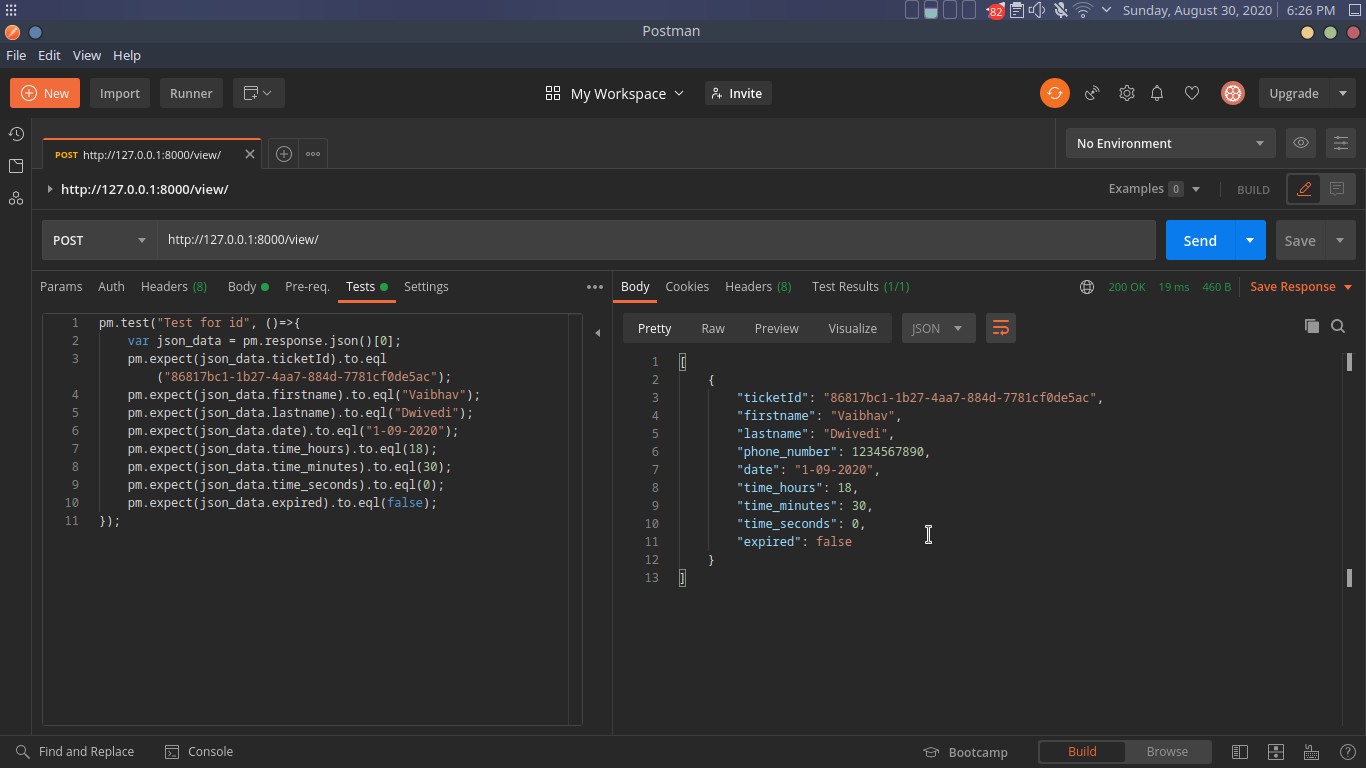 82 Sunday, August 30, 2020 6:26 PM
Postman
File Edit View Help
New Import Runner My Workspace Invite Upgrade
POST http://127.0.0.1:8000/view/ No Environment
http://127.0.0.1:8000/view/ Examples 0 BUILD
POST http://127.0.0.1:8000/view/ Send Save
Params Auth Headers (8) Body Pre-req. Tests Settings
1 pm.test("Test for id", ()=>{
2 var json_data = pm.response.json()[0];
3 pm.expect(json_data.ticketId).to.eql
("86817bc1-1b27-4aa7-884d-7781cf0de5ac");
4 pm.expect(json_data.firstname).to.eql("Vaibhav");
5 pm.expect(json_data.lastname).to.eql("Dwivedi");
6 pm.expect(json_data.date).to.eql("1-09-2020");
7 pm.expect(json_data.time_hours).to.eql(18);
8 pm.expect(json_data.time_minutes).to.eql(30);
9 pm.expect(json_data.time_seconds).to.eql(0);
10 pm.expect(json_data.expired).to.eql(false);
11 });
Body Cookies Headers (8) Test Results (1/1) 200 OK 19 ms 460 B Save Response
Pretty Raw Preview Visualize JSON
1 [
2 {
3 "ticketId": "86817bc1-1b27-4aa7-884d-7781cf0de5ac",
4 "firstname": "Vaibhav",
5 "lastname": "Dwivedi",
6 "phone_number": 1234567890,
7 "date": "1-09-2020",
8 "time_hours": 18,
9 "time_minutes": 30,
10 "time_seconds": 0,
11 "expired": false
12 }
13 ]
Find and Replace Console Bootcamp Build Browse